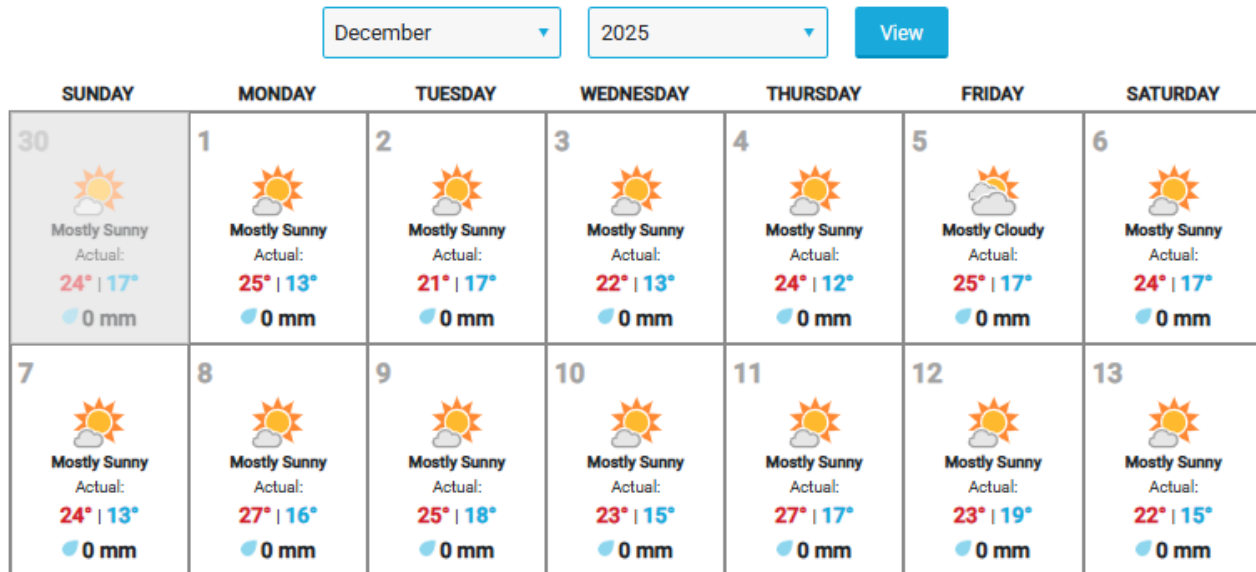 December 2025 View
SUNDAY MONDAY TUESDAY WEDNESDAY THURSDAY FRIDAY SATURDAY
30 1 2 3 4 5 6
Mostly Sunny Mostly Sunny Mostly Sunny Mostly Sunny Mostly Sunny Mostly Cloudy Mostly Sunny
Actual: Actual: Actual: Actual: Actual: Actual: Actual:
24° | 17° 25° | 13° 21° | 17° 22° | 13° 24° | 12° 25° | 17° 24° | 17°
0 mm 0 mm 0 mm 0 mm 0 mm 0 mm 0 mm
7 8 9 10 11 12 13
Mostly Sunny Mostly Sunny Mostly Sunny Mostly Sunny Mostly Sunny Mostly Sunny Mostly Sunny
Actual: Actual: Actual: Actual: Actual: Actual: Actual:
24° | 13° 27° | 16° 25° | 18° 23° | 15° 27° | 17° 23° | 19° 22° | 15°
0 mm 0 mm 0 mm 0 mm 0 mm 0 mm 0 mm